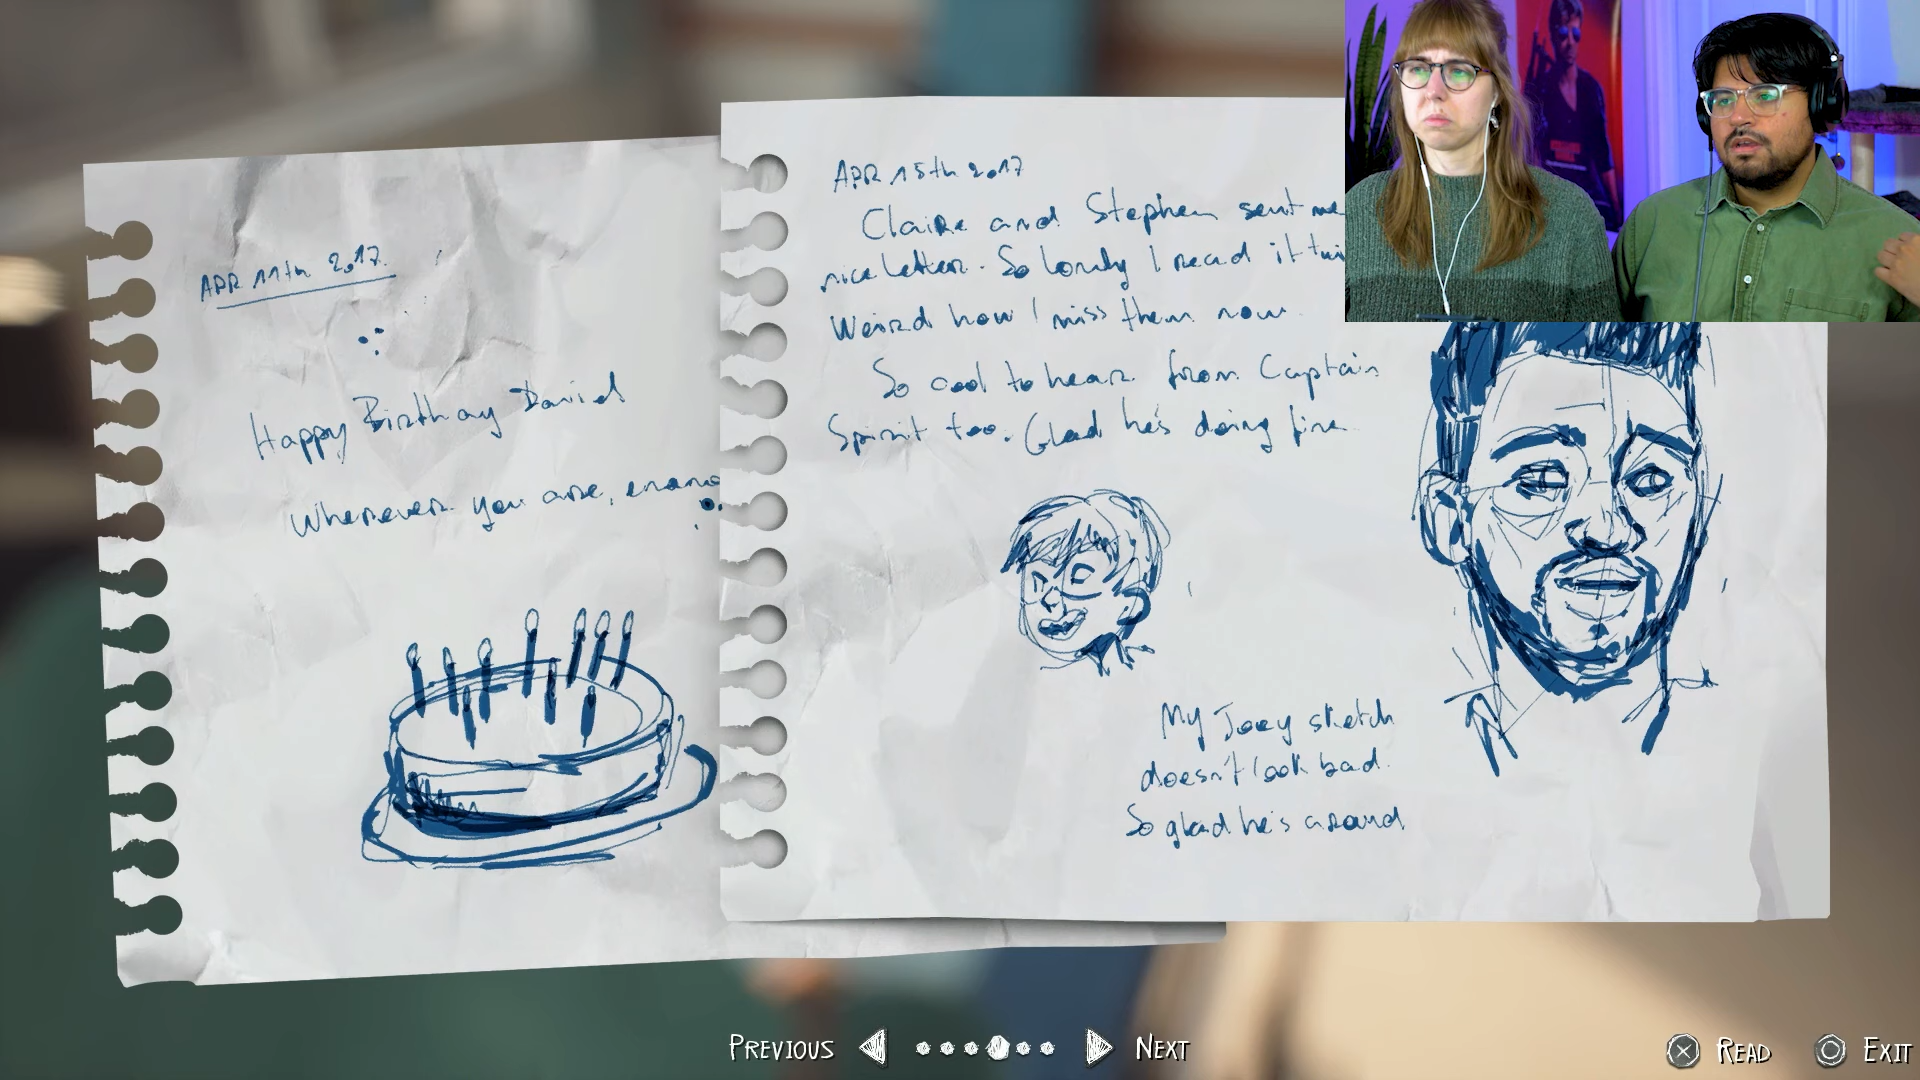 APR 11th 2017.
Happy Birthday Daniel
Wherever you are, enano
APR 15th 2017
Claire and Stephen sent me
nice letter. So lonely I read it
Weird how I miss them now.
So cool to hear from Captain
Spirit too. Glad he's doing fine.
My Joey sketch
doesn't look bad.
So glad he's around
PREVIOUS
NEXT
READ
EXIT